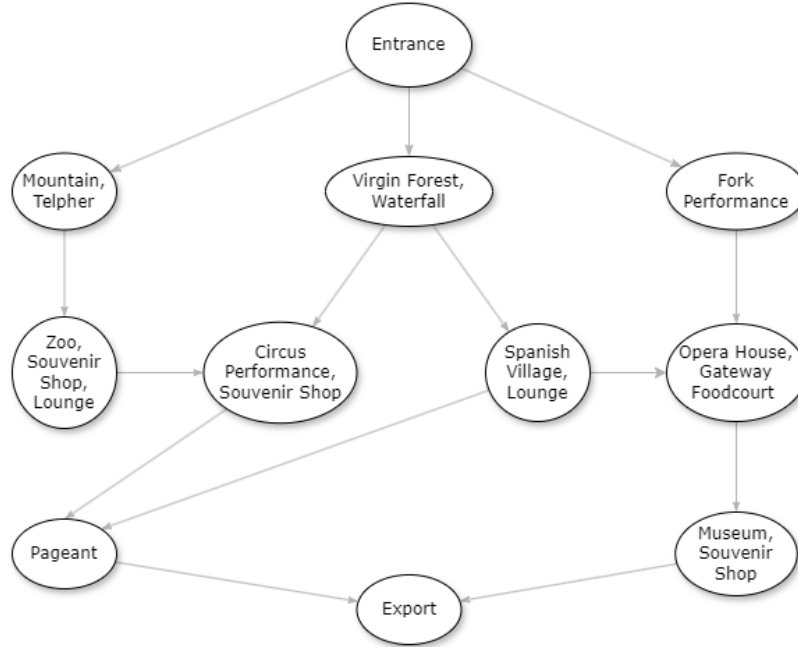 Entrance
Mountain,
Telpher
Virgin Forest,
Waterfall
Fork
Performance
Zoo,
Souvenir
Shop,
Lounge
Circus
Performance,
Souvenir Shop
Spanish
Village,
Lounge
Opera House,
Gateway
Foodcourt
Pageant
Museum,
Souvenir
Shop
Export